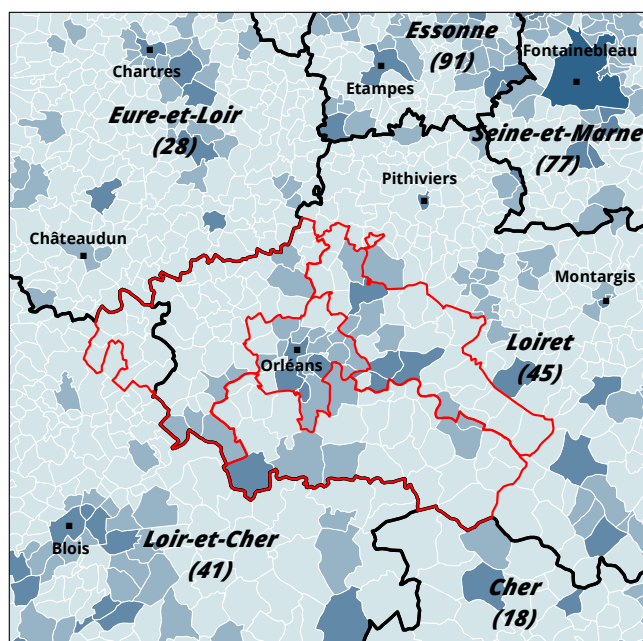 Essonne
(91)
Fontainebleau
Chartres
Etampes
Eure-et-Loir
(28)
Seine-et-Marne
(77)
Pithiviers
Châteaudun
Montargis
Loiret
(45)
Orléans
Loir-et-Cher
(41)
Blois
Cher
(18)